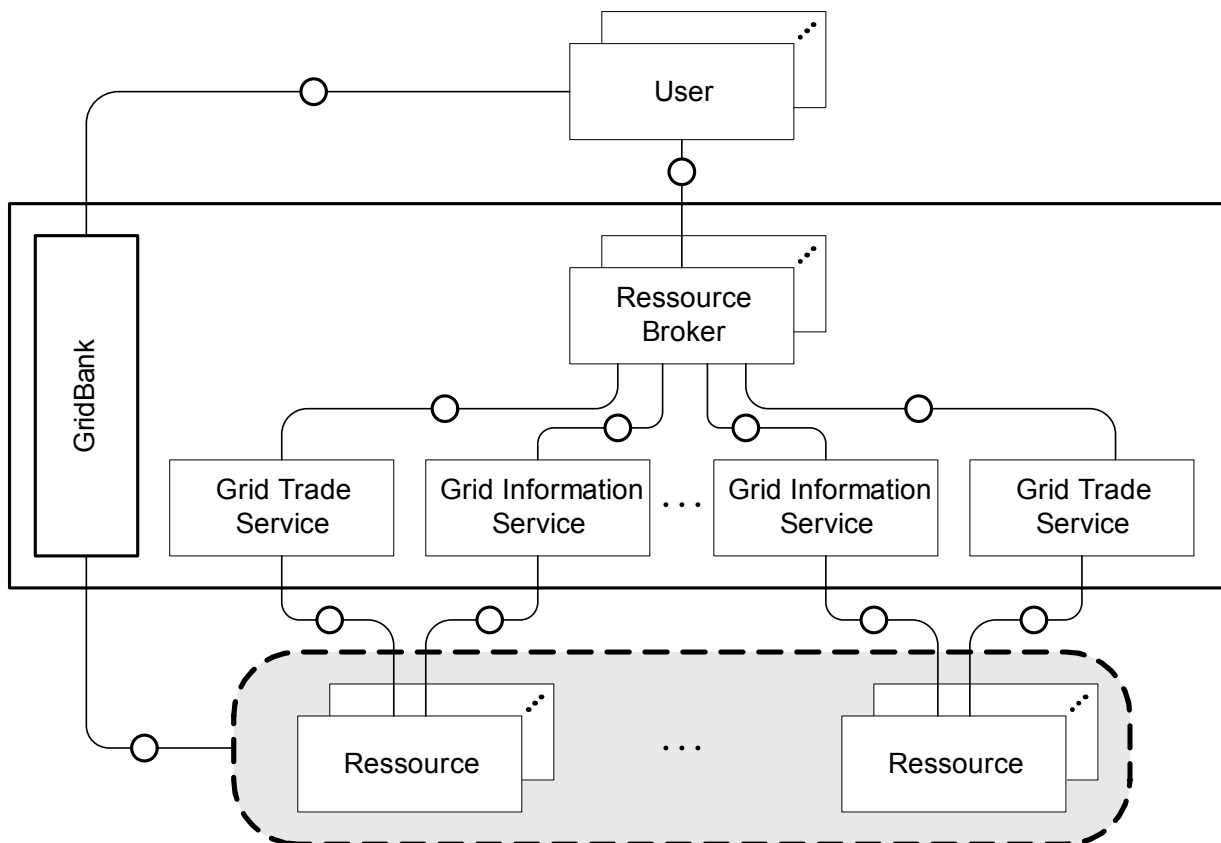 User
Ressource
Broker
GridBank
Grid Trade
Service
Grid Information
Service
...
Grid Information
Service
Grid Trade
Service
Ressource
...
Ressource